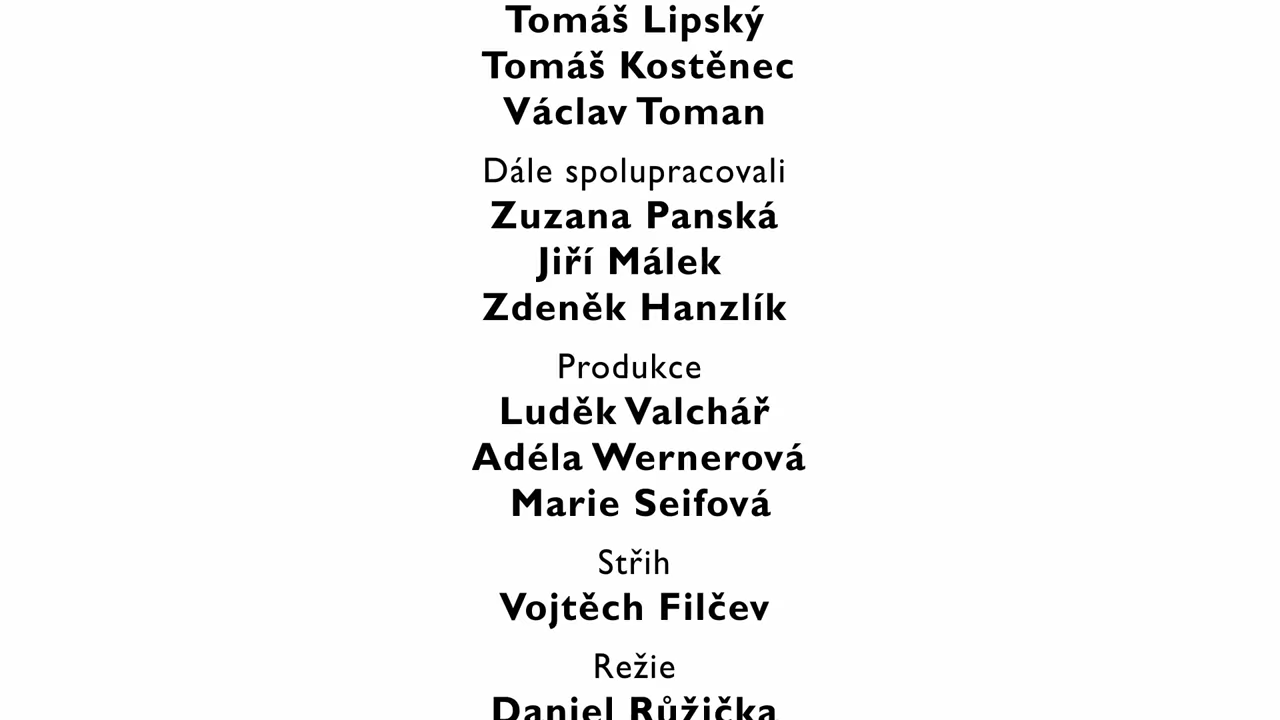 Tomáš Lipský
Tomáš Kostěnec
Václav Toman
Dále spolupracovali
Zuzana Panská
Jiří Málek
Zdeněk Hanzlík
Produkce
Luděk Valchář
Adéla Wernerová
Marie Seifová
Střih
Vojtěch Filčev
Režie
Daniel Růžička